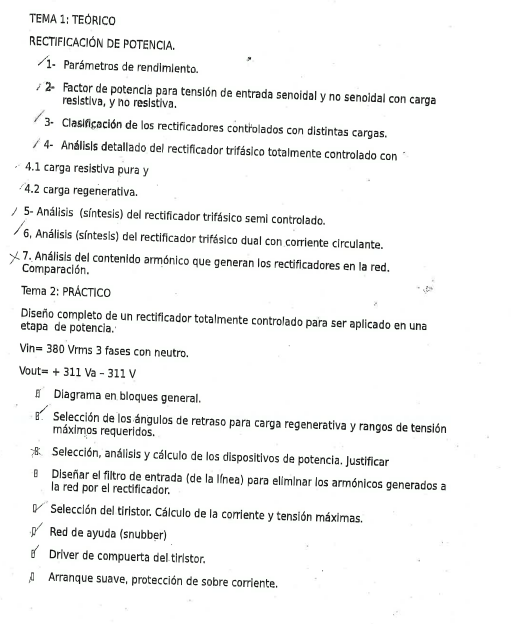 TEMA 1: TEÓRICO
RECTIFICACIÓN DE POTENCIA.
1- Parámetros de rendimiento.
2- Factor de potencia para tensión de entrada senoidal y no senoidal con carga
resistiva, y no resistiva.
3- Clasificación de los rectificadores controlados con distintas cargas.
4- Análisis detallado del rectificador trifásico totalmente controlado con
4.1 carga resistiva pura y
4.2 carga regenerativa.
5- Análisis (síntesis) del rectificador trifásico semi controlado.
6, Análisis (síntesis) del rectificador trifásico dual con corriente circulante.
7. Análisis del contenido armónico que generan los rectificadores en la red.
Comparación.
Tema 2: PRÁCTICO
Diseño completo de un rectificador totalmente controlado para ser aplicado en una
etapa de potencia.
Vin= 380 Vrms 3 fases con neutro.
Vout= + 311 Va – 311 V
Diagrama en bloques general.
Selección de los ángulos de retraso para carga regenerativa y rangos de tensión
máximos requeridos.
Selección, análisis y cálculo de los dispositivos de potencia. Justificar
Diseñar el filtro de entrada (de la línea) para eliminar los armónicos generados a
la red por el rectificador.
Selección del tiristor. Cálculo de la corriente y tensión máximas.
Red de ayuda (snubber)
Driver de compuerta del tiristor.
Arranque suave, protección de sobre corriente.